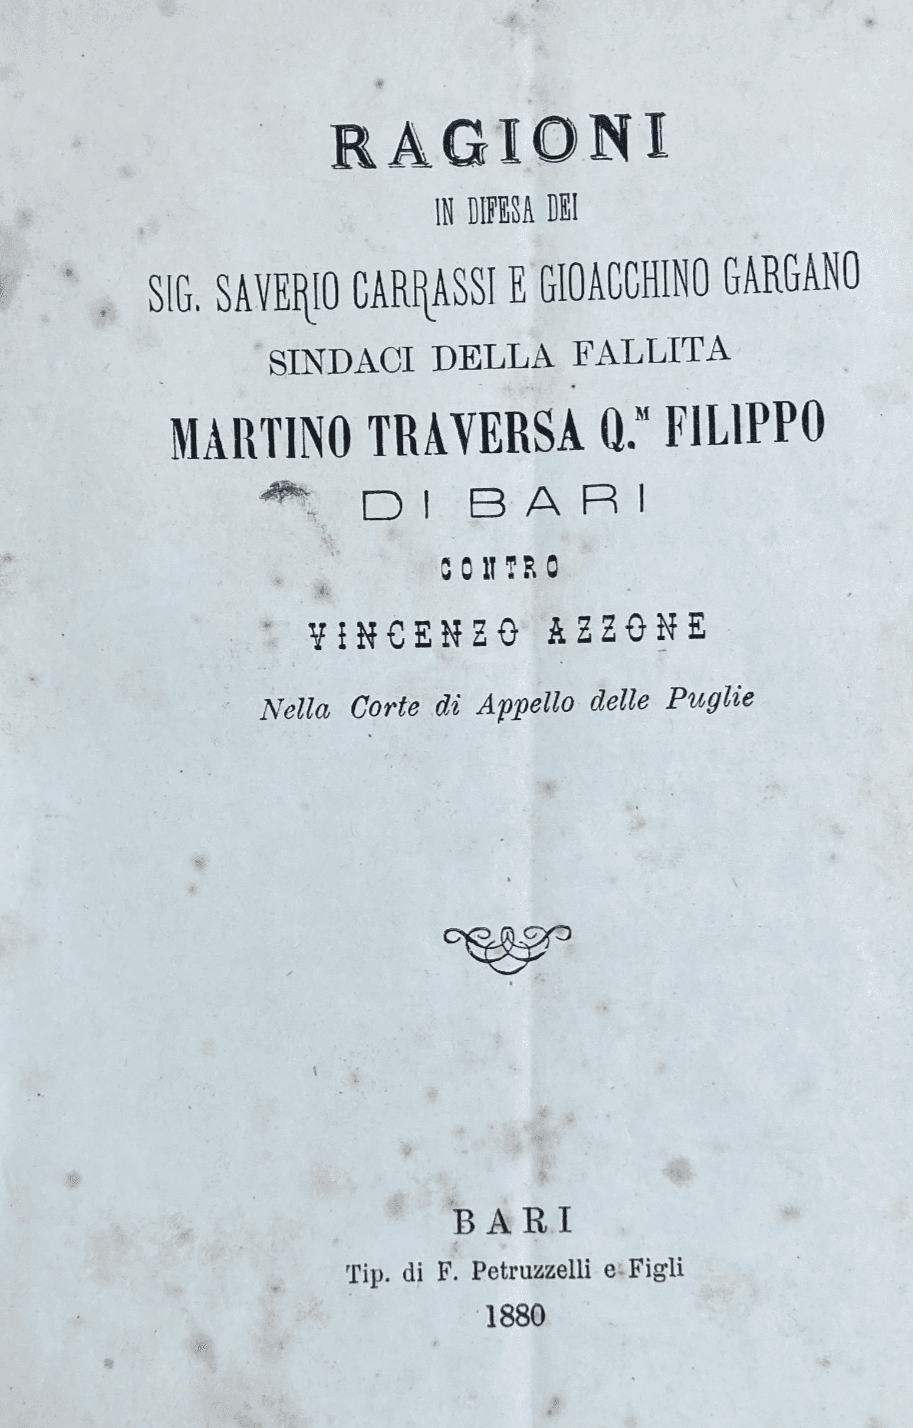 RAGIONI
IN DIFESA DEI
SIG. SAVERIO CARRASSI E GIOACCHINO GARGANO
SINDACI DELLA FALLITA
MARTINO TRAVERSA Q.ᴹ FILIPPO
DI BARI
CONTRO
VINCENZO AZZONE
Nella Corte di Appello delle Puglie
BARI
Tip. di F. Petruzzelli e Figli
1880